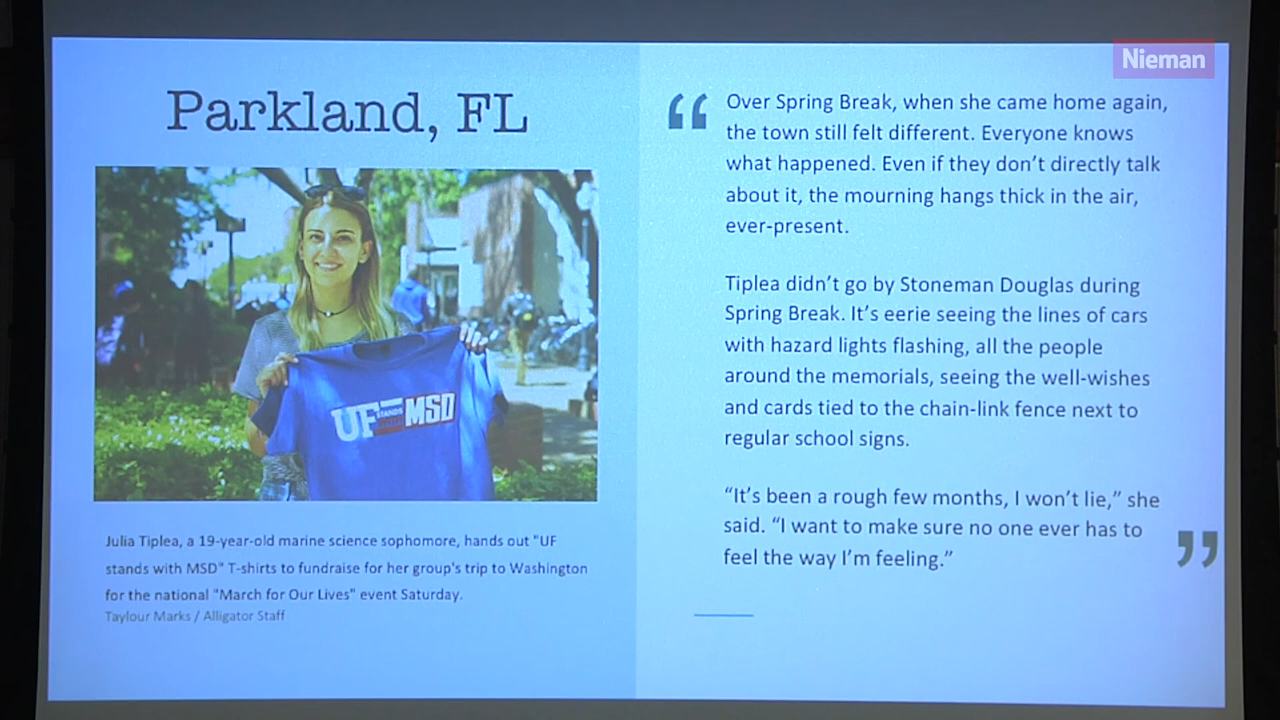 Nieman
Parkland, FL
UF STANDS MSD
Julia Tiplea, a 19-year-old marine science sophomore, hands out "UF
stands with MSD" T-shirts to fundraise for her group's trip to Washington
for the national "March for Our Lives" event Saturday.
Taylour Marks / Alligator Staff
“
Over Spring Break, when she came home again,
the town still felt different. Everyone knows
what happened. Even if they don’t directly talk
about it, the mourning hangs thick in the air,
ever-present.
Tiplea didn’t go by Stoneman Douglas during
Spring Break. It’s eerie seeing the lines of cars
with hazard lights flashing, all the people
around the memorials, seeing the well-wishes
and cards tied to the chain-link fence next to
regular school signs.
“It’s been a rough few months, I won’t lie,” she
said. “I want to make sure no one ever has to
feel the way I’m feeling.”
”